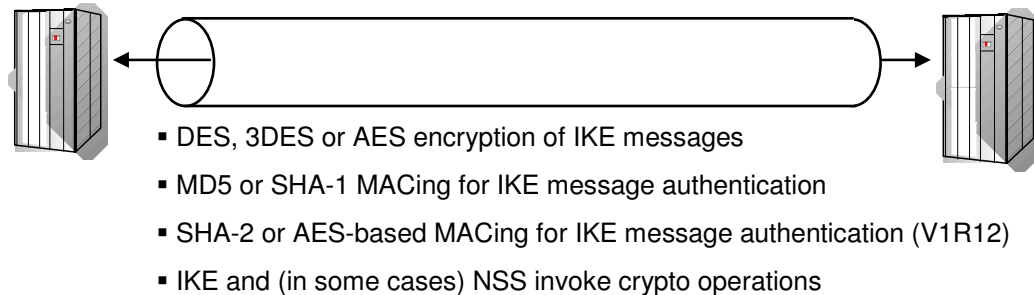 ▪ DES, 3DES or AES encryption of IKE messages
▪ MD5 or SHA-1 MACing for IKE message authentication
▪ SHA-2 or AES-based MACing for IKE message authentication (V1R12)
▪ IKE and (in some cases) NSS invoke crypto operations